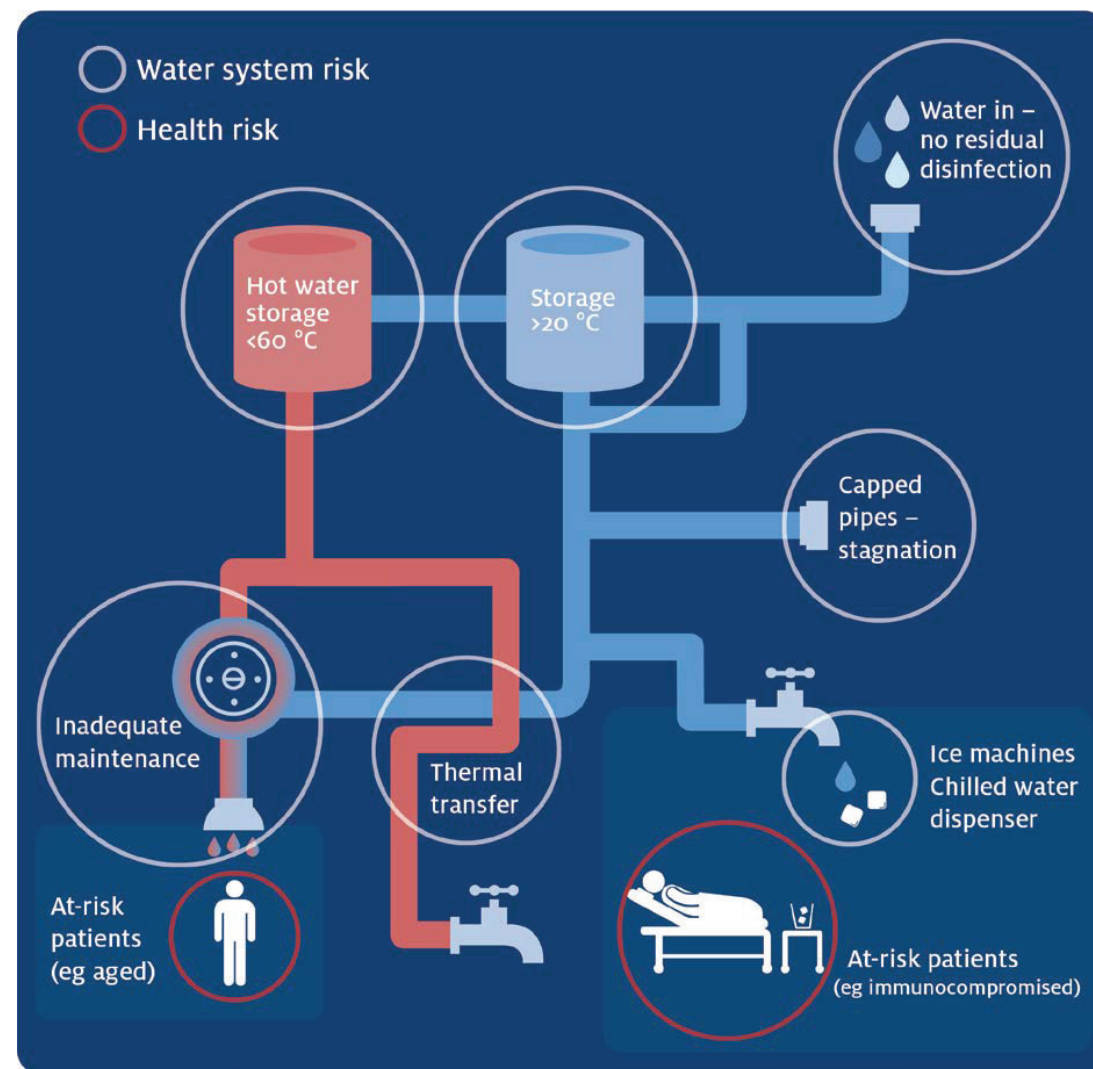 Water system risk
Health risk
Water in –
no residual
disinfection
Hot water
storage
<60 °C
Storage
>20 °C
Capped
pipes –
stagnation
Inadequate
maintenance
Thermal
transfer
Ice machines
Chilled water
dispenser
At-risk
patients
(eg aged)
At-risk patients
(eg immunocompromised)